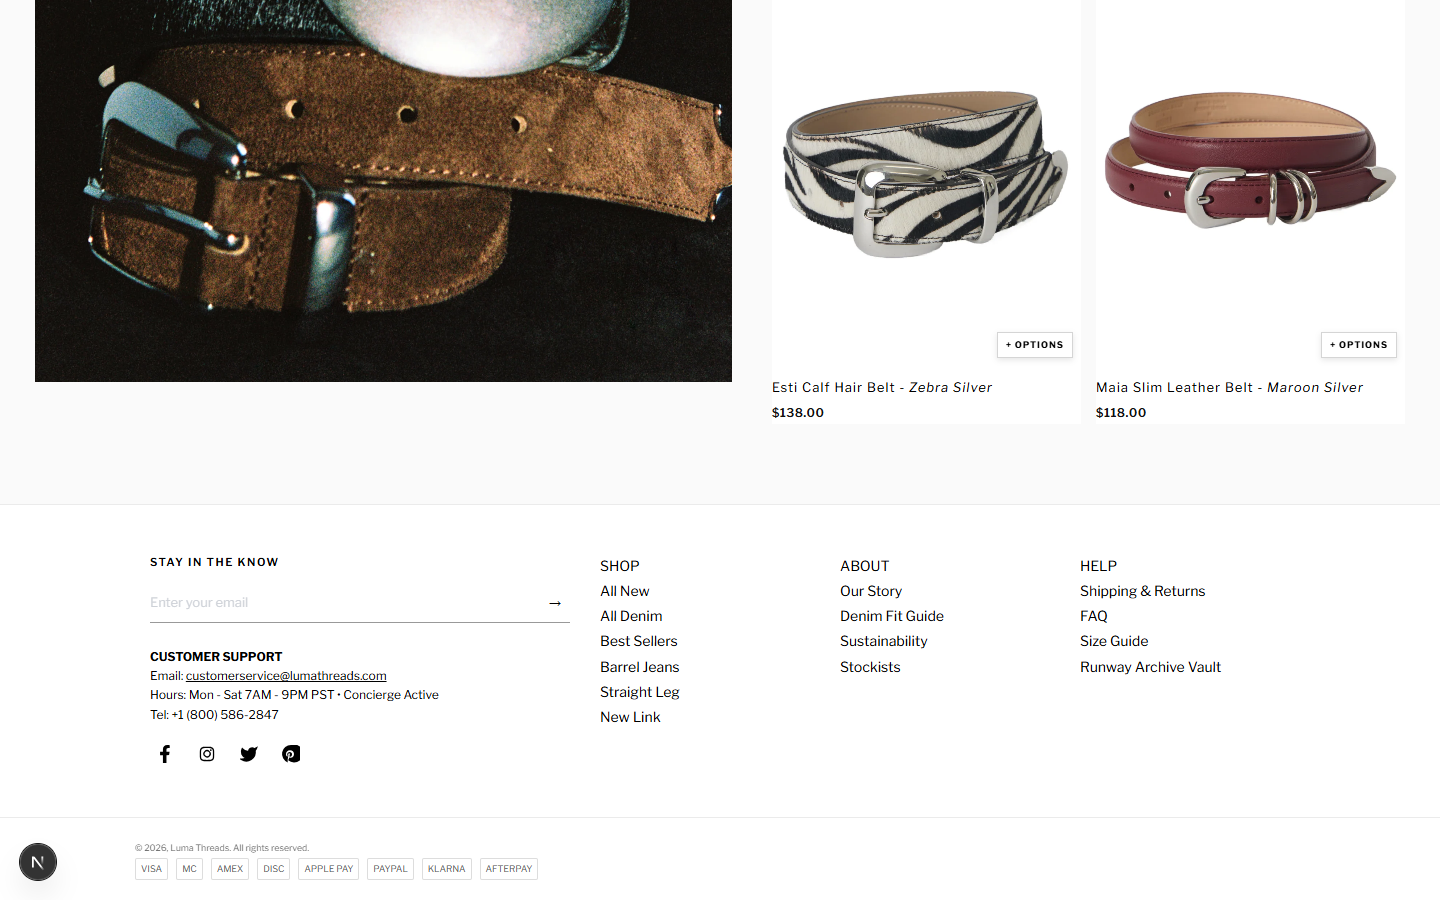 + OPTIONS
+ OPTIONS
Esti Calf Hair Belt - Zebra Silver
$138.00
Maia Slim Leather Belt - Maroon Silver
$118.00
STAY IN THE KNOW
Enter your email
→
CUSTOMER SUPPORT
Email: customerservice@lumathreads.com
Hours: Mon - Sat 7AM - 9PM PST • Concierge Active
Tel: +1 (800) 586-2847
SHOP
All New
All Denim
Best Sellers
Barrel Jeans
Straight Leg
New Link
ABOUT
Our Story
Denim Fit Guide
Sustainability
Stockists
HELP
Shipping & Returns
FAQ
Size Guide
Runway Archive Vault
© 2026, Luma Threads. All rights reserved.
VISA
MC
AMEX
DISC
APPLE PAY
PAYPAL
KLARNA
AFTERPAY
N